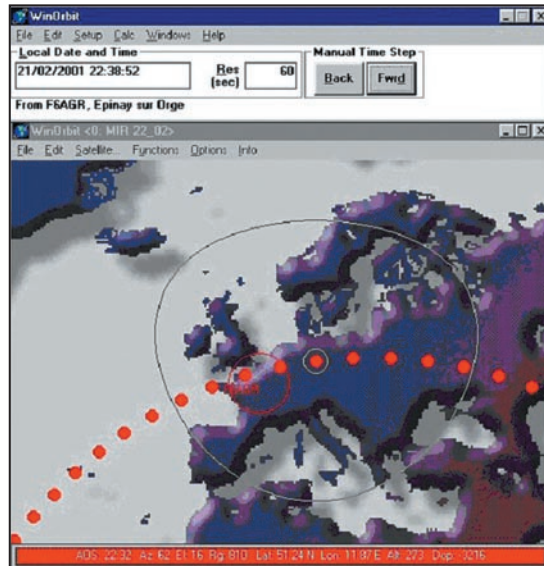 WinOrbit
File Edit Setup Calc Windows Help
Local Date and Time
21/02/2001 22:38:52
Res (sec)
60
Manual Time Step
Back Fwrd
From F6AGR, Epinay sur Orge
WinOrbit <0: MIR 22_02>
File Edit Satellite... Functions Options Info
AOS: 22:32 Az: 62 El: 16 Rg: 810 Lat: 51.24 N Lon: 11.87 E Alt: 273 Dop: -3216